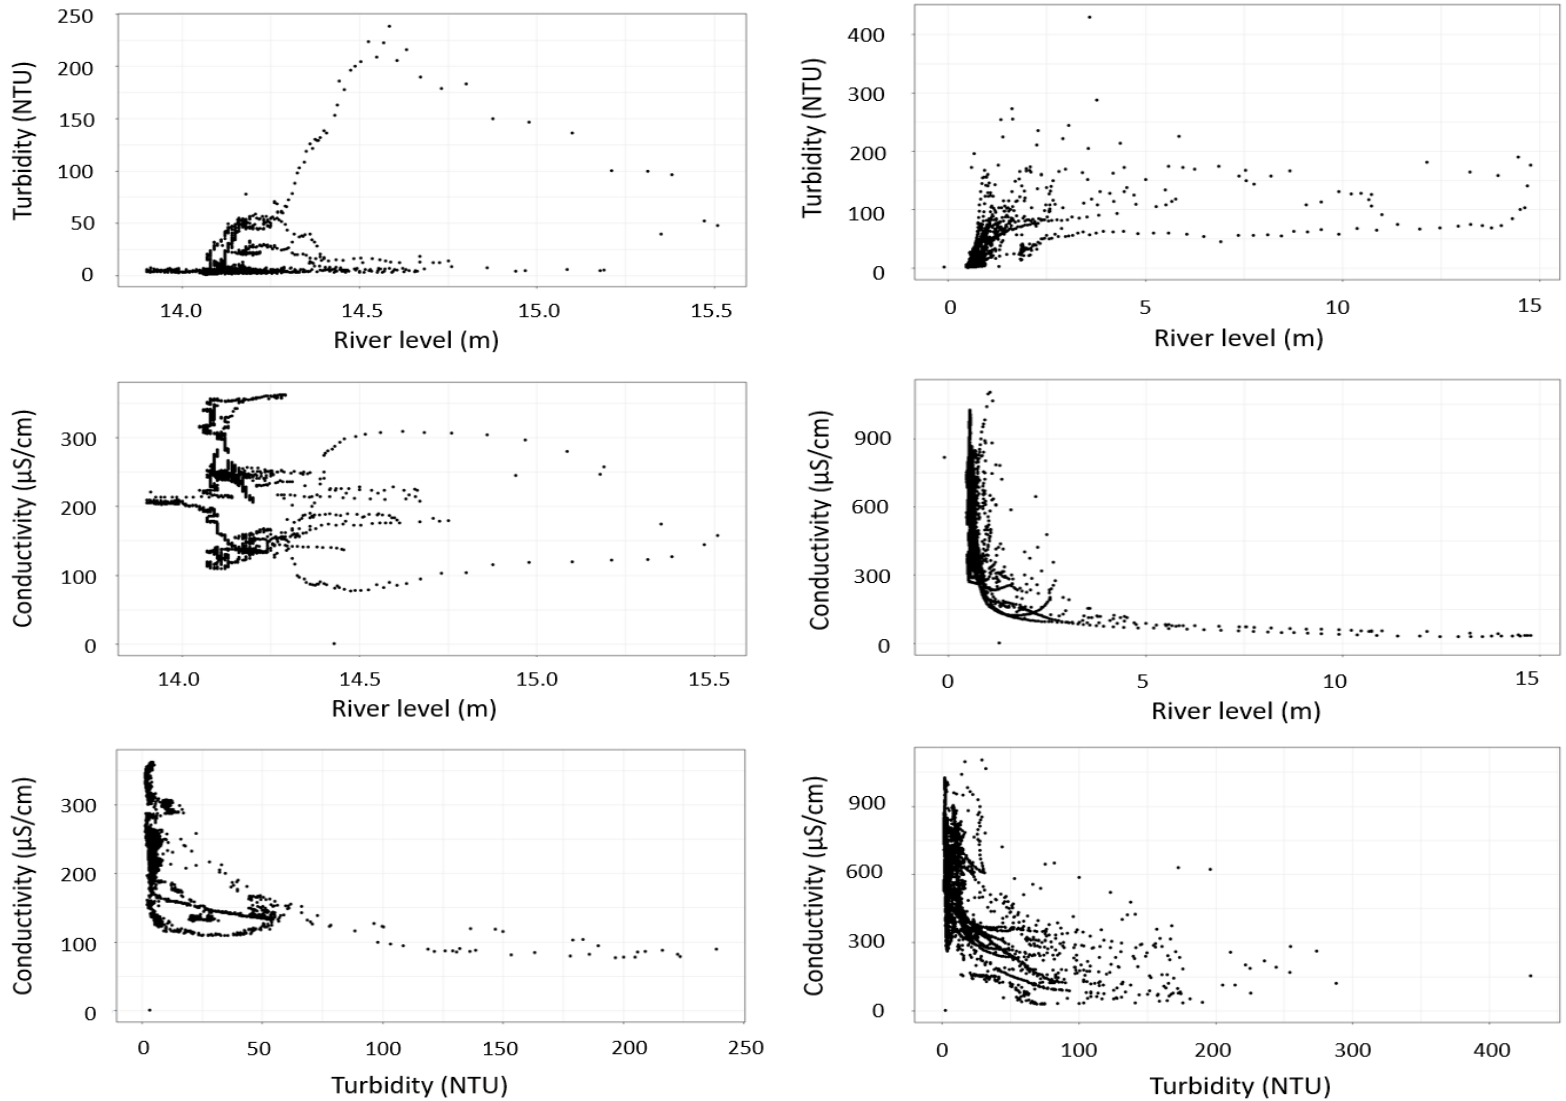 Turbidity (NTU)
250
200
150
100
50
0
14.0 14.5 15.0 15.5
River level (m)
Turbidity (NTU)
400
300
200
100
0
0 5 10 15
River level (m)
Conductivity (µS/cm)
300
200
100
0
14.0 14.5 15.0 15.5
River level (m)
Conductivity (µS/cm)
900
600
300
0
0 5 10 15
River level (m)
Conductivity (µS/cm)
300
200
100
0
0 50 100 150 200 250
Turbidity (NTU)
Conductivity (µS/cm)
900
600
300
0
0 100 200 300 400
Turbidity (NTU)